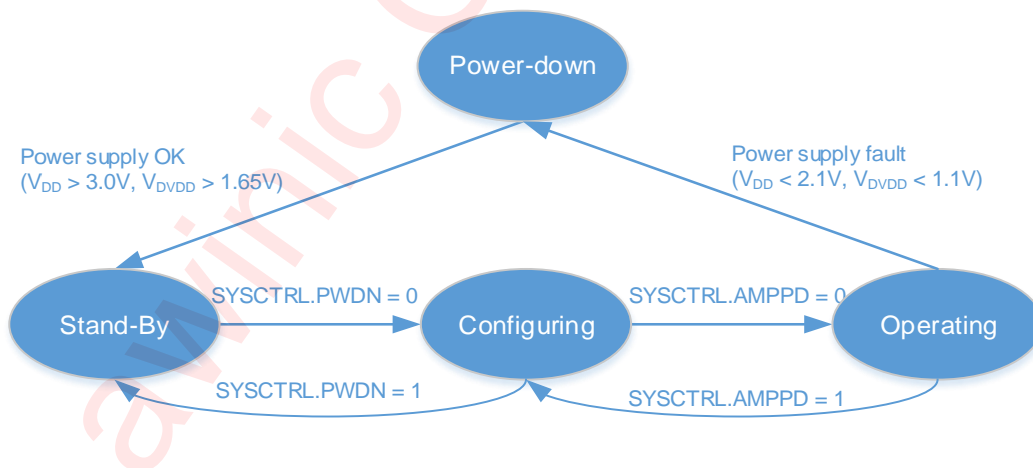 Power-down
Power supply OK
(VDD > 3.0V, VDVDD > 1.65V)
Power supply fault
(VDD < 2.1V, VDVDD < 1.1V)
SYSCTRL.PWDN = 0
SYSCTRL.AMPPD = 0
Stand-By
Configuring
Operating
SYSCTRL.PWDN = 1
SYSCTRL.AMPPD = 1
awinic